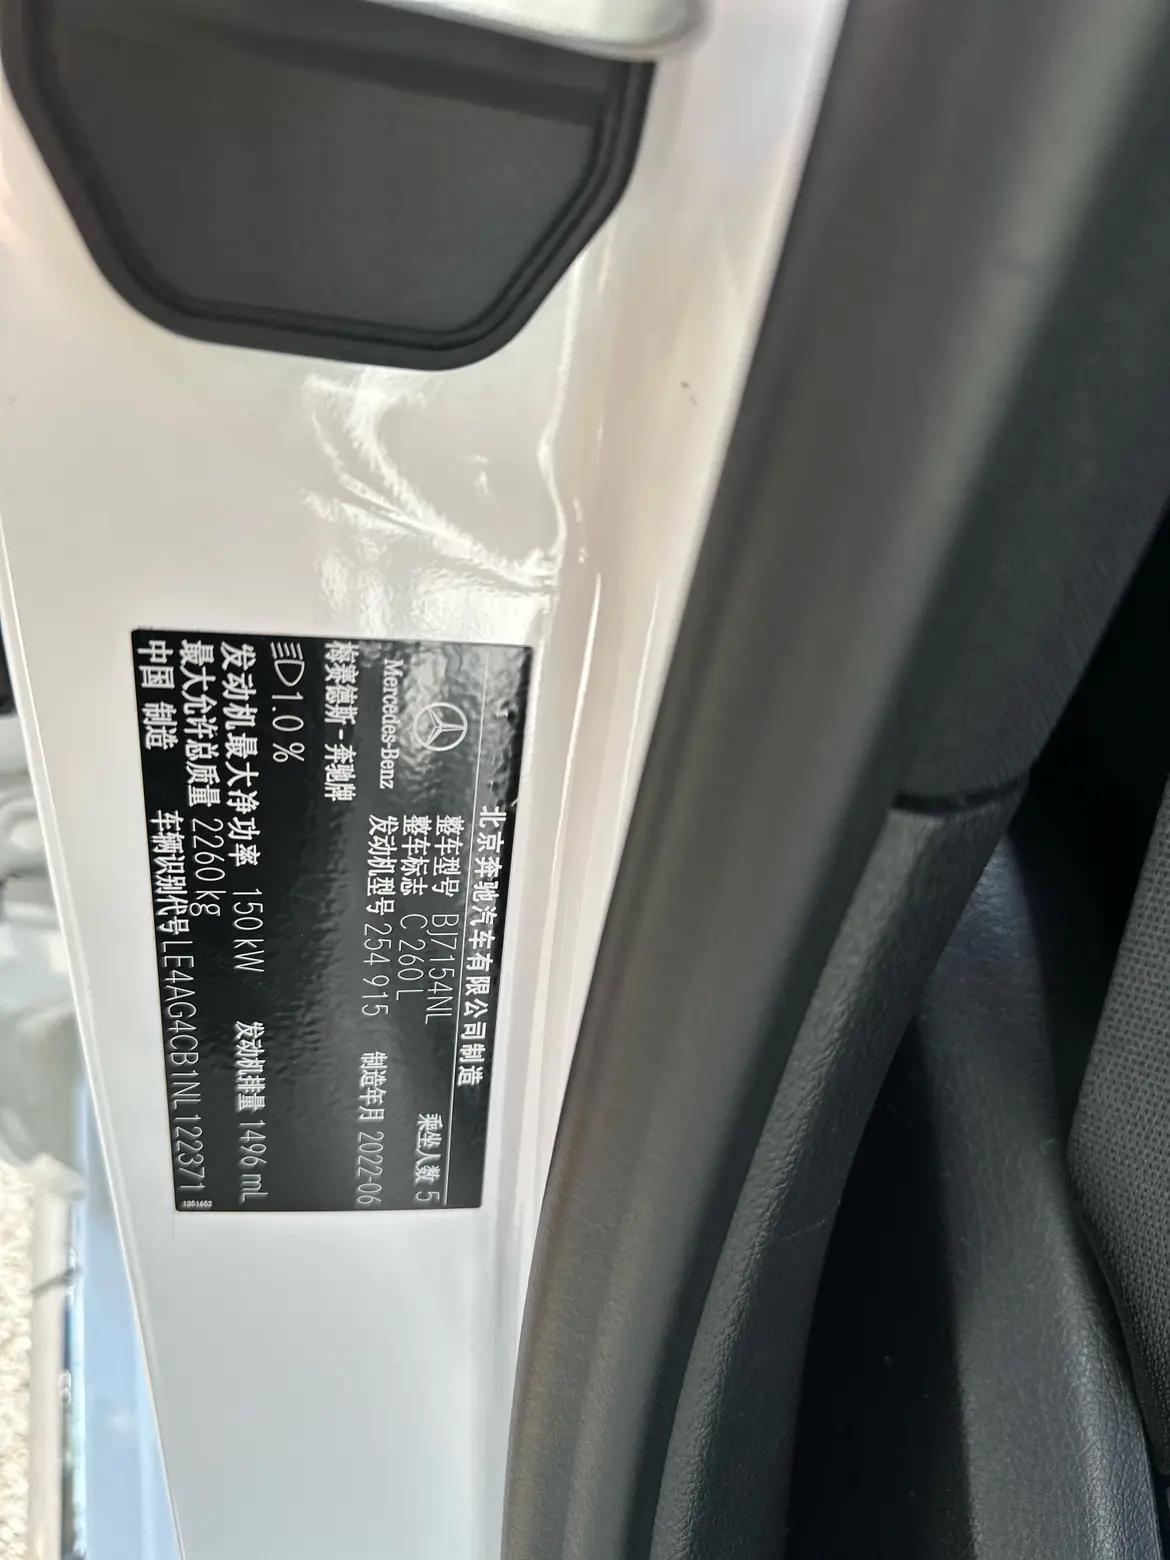 北京奔驰汽车有限公司制造
Mercedes-Benz
整车型号 BJ7154NL 乘坐人数 5
整车标志 C 260 L
发动机型号 254 915 制造年月 2022-06
梅赛德斯-奔驰牌
1.0 %
发动机最大净功率 150 kW 发动机排量 1496 mL
最大允许总质量 2260 kg
中国 制造 车辆识别代号 LE4AG4CB1NL122371
1351652